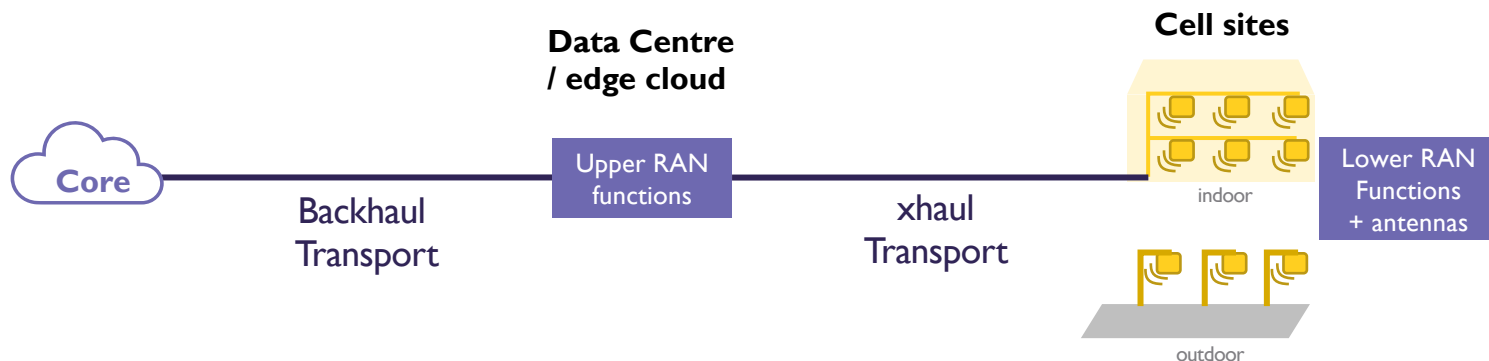 Data Centre
/ edge cloud
Cell sites
Core
Backhaul
Transport
Upper RAN
functions
xhaul
Transport
indoor
Lower RAN
Functions
+ antennas
outdoor